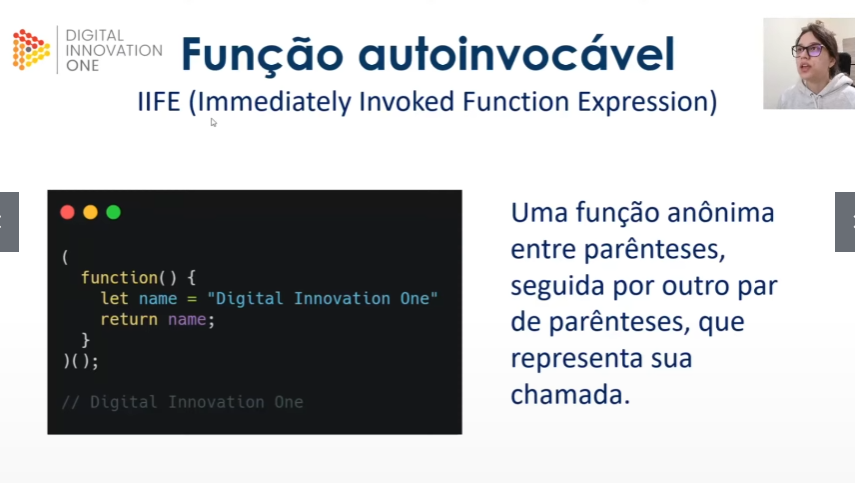 DIGITAL
INNOVATION
ONE
Função autoinvocável
IIFE (Immediately Invoked Function Expression)
(
function() {
let name = "Digital Innovation One"
return name;
}
)();
// Digital Innovation One
Uma função anônima
entre parênteses,
seguida por outro par
de parênteses, que
representa sua
chamada.